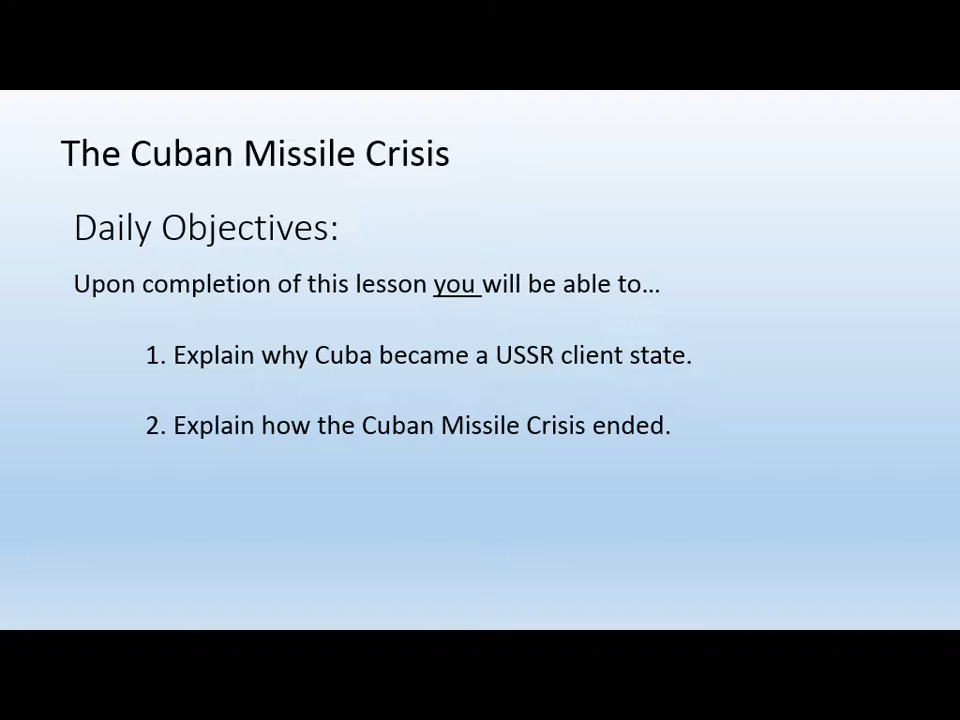 The Cuban Missile Crisis
Daily Objectives:
Upon completion of this lesson you will be able to…
1. Explain why Cuba became a USSR client state.
2. Explain how the Cuban Missile Crisis ended.